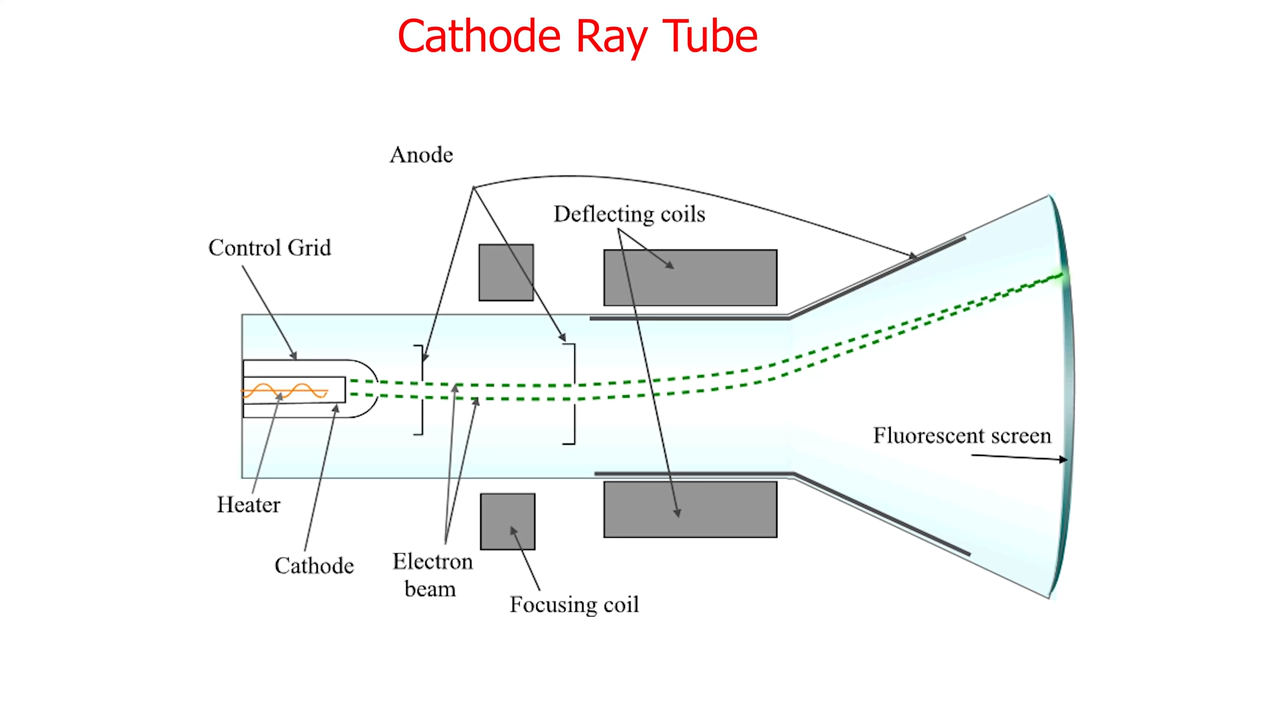 Cathode Ray Tube
Anode
Deflecting coils
Control Grid
Fluorescent screen
Heater
Cathode
Electron
beam
Focusing coil